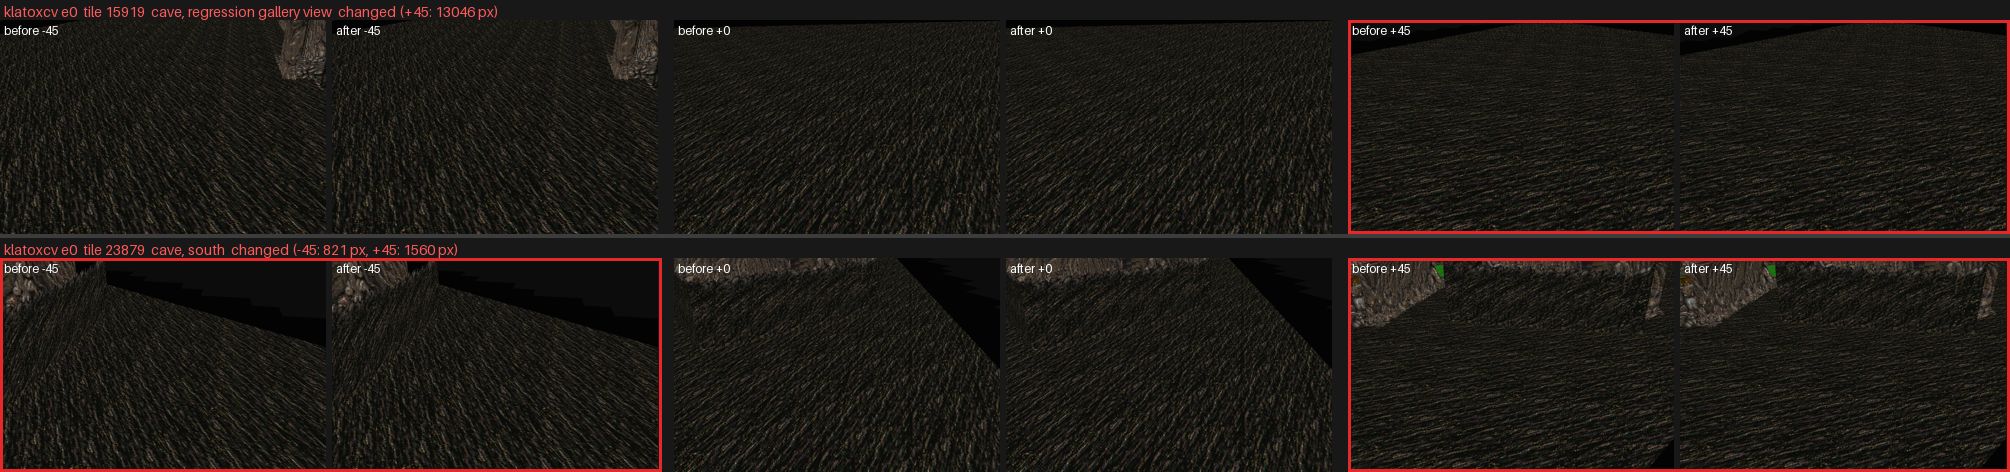 klatoxcv e0 tile 15919 cave, regression gallery view changed (+45: 13046 px)
before -45
after -45
before +0
after +0
before +45
after +45
klatoxcv e0 tile 23879 cave, south changed (-45: 821 px, +45: 1560 px)
before -45
after -45
before +0
after +0
before +45
after +45